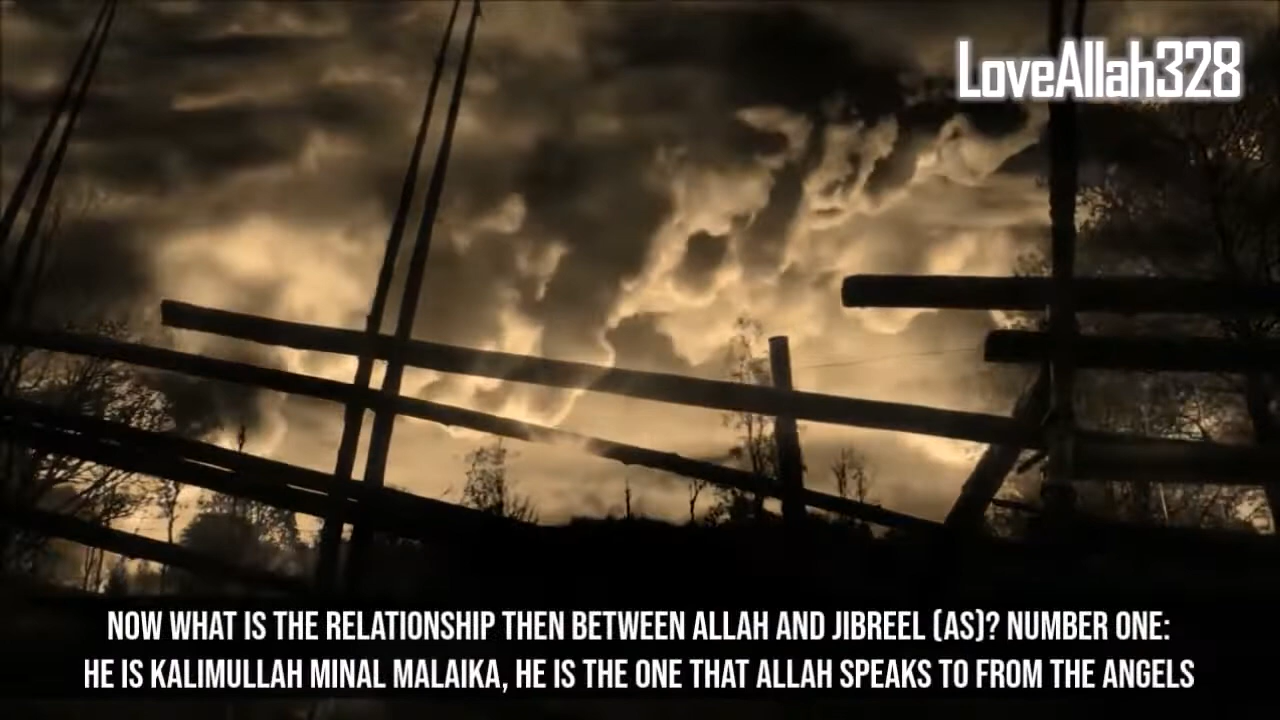 LoveAllah328
NOW WHAT IS THE RELATIONSHIP THEN BETWEEN ALLAH AND JIBREEL (AS)? NUMBER ONE:
HE IS KALIMULLAH MINAL MALAIKA, HE IS THE ONE THAT ALLAH SPEAKS TO FROM THE ANGELS